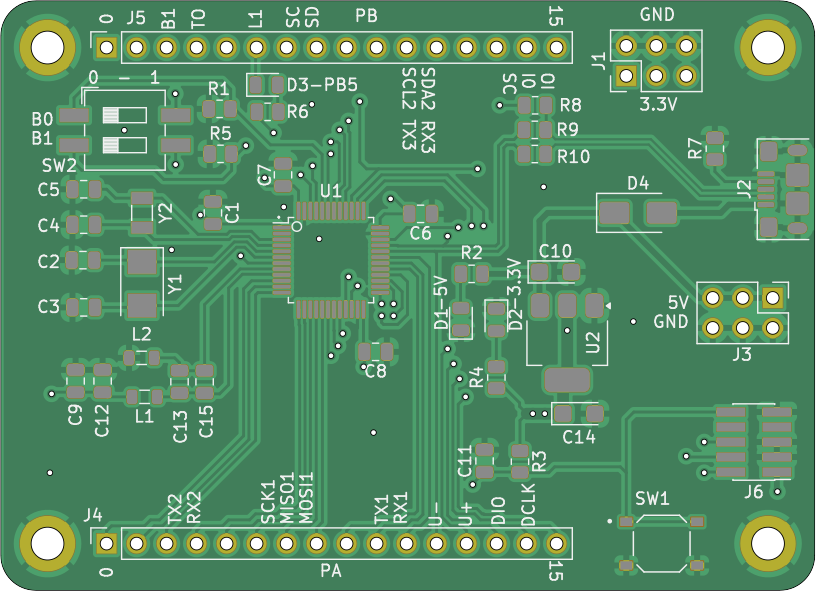 0
J5
B1
TO
L1
SC
SD
PB
15
GND
J1
3.3V
0 - 1
B0
B1
SW2
R1
R5
D3-PB5
R6
SCL2 TX3
SDA2 RX3
SC
IO
OI
R8
R9
R10
R7
J2
C7
U1
D4
C5
C4
C2
C3
Y2
Y1
C1
C6
R2
C10
D1-5V
D2-3.3V
U2
5V
GND
J3
L2
L1
C9
C12
C13
C15
C8
R4
C14
C11
R3
J6
SW1
J4
0
TX2
RX2
SCK1
MISO1
MOSI1
TX1
RX1
U-
U+
DIO
DCLK
PA
15